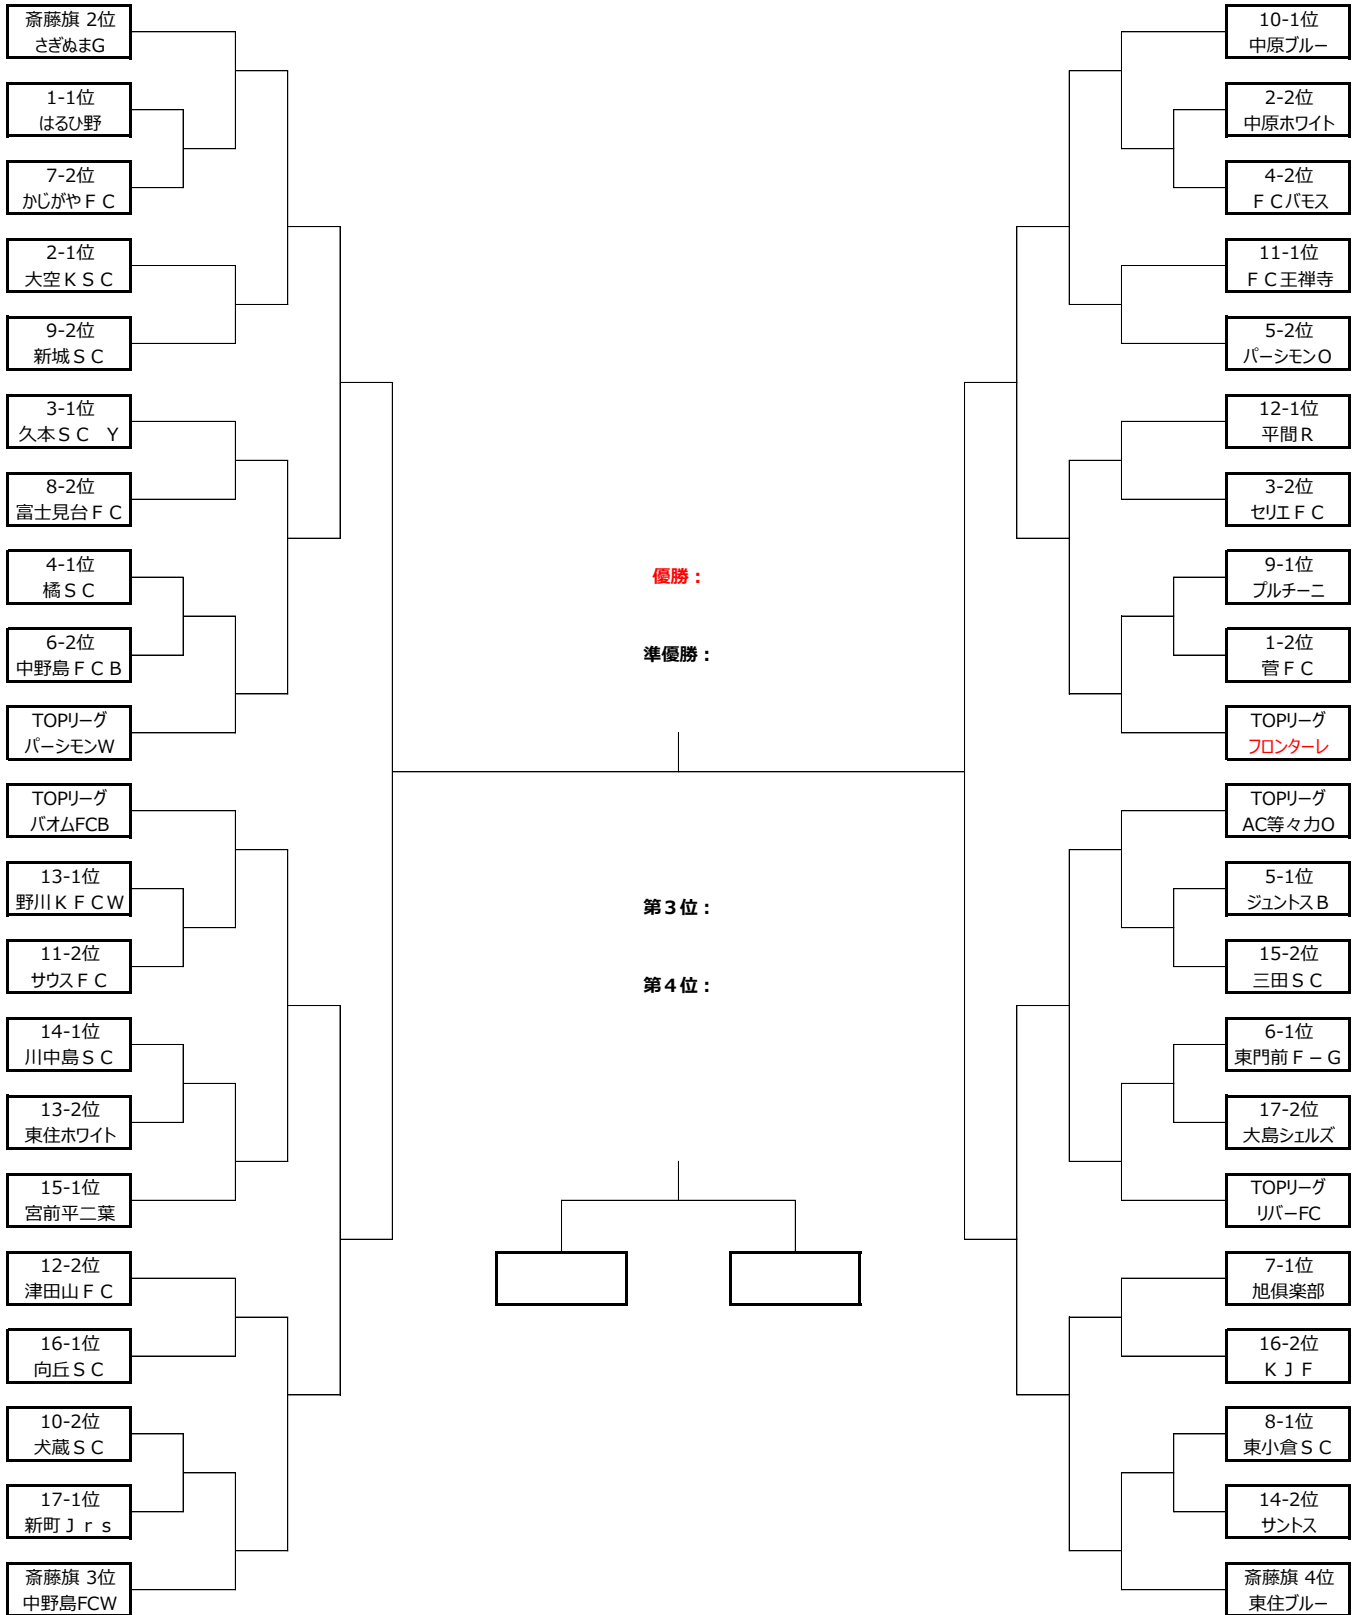 斎藤旗 2位
さぎぬまG
1-1位
はるひ野
7-2位
かじがやＦＣ
2-1位
大空ＫＳＣ
9-2位
新城ＳＣ
3-1位
久本ＳＣ　Ｙ
8-2位
富士見台ＦＣ
4-1位
橘ＳＣ
6-2位
中野島ＦＣＢ
TOPリーグ
パーシモンW
TOPリーグ
バオムFCB
13-1位
野川ＫＦＣＷ
11-2位
サウスＦＣ
14-1位
川中島ＳＣ
13-2位
東住ホワイト
15-1位
宮前平二葉
12-2位
津田山ＦＣ
16-1位
向丘ＳＣ
10-2位
犬蔵ＳＣ
17-1位
新町Ｊｒｓ
斎藤旗 3位
中野島FCW
優勝：
準優勝：
第３位：
第４位：
10-1位
中原ブルー
2-2位
中原ホワイト
4-2位
ＦＣバモス
11-1位
ＦＣ王禅寺
5-2位
パーシモンＯ
12-1位
平間Ｒ
3-2位
セリエＦＣ
9-1位
プルチーニ
1-2位
菅ＦＣ
TOPリーグ
フロンターレ
TOPリーグ
AC等々力O
5-1位
ジュントスＢ
15-2位
三田ＳＣ
6-1位
東門前Ｆ－Ｇ
17-2位
大島シェルズ
TOPリーグ
リバーFC
7-1位
旭倶楽部
16-2位
ＫＪＦ
8-1位
東小倉ＳＣ
14-2位
サントス
斎藤旗 4位
東住ブルー